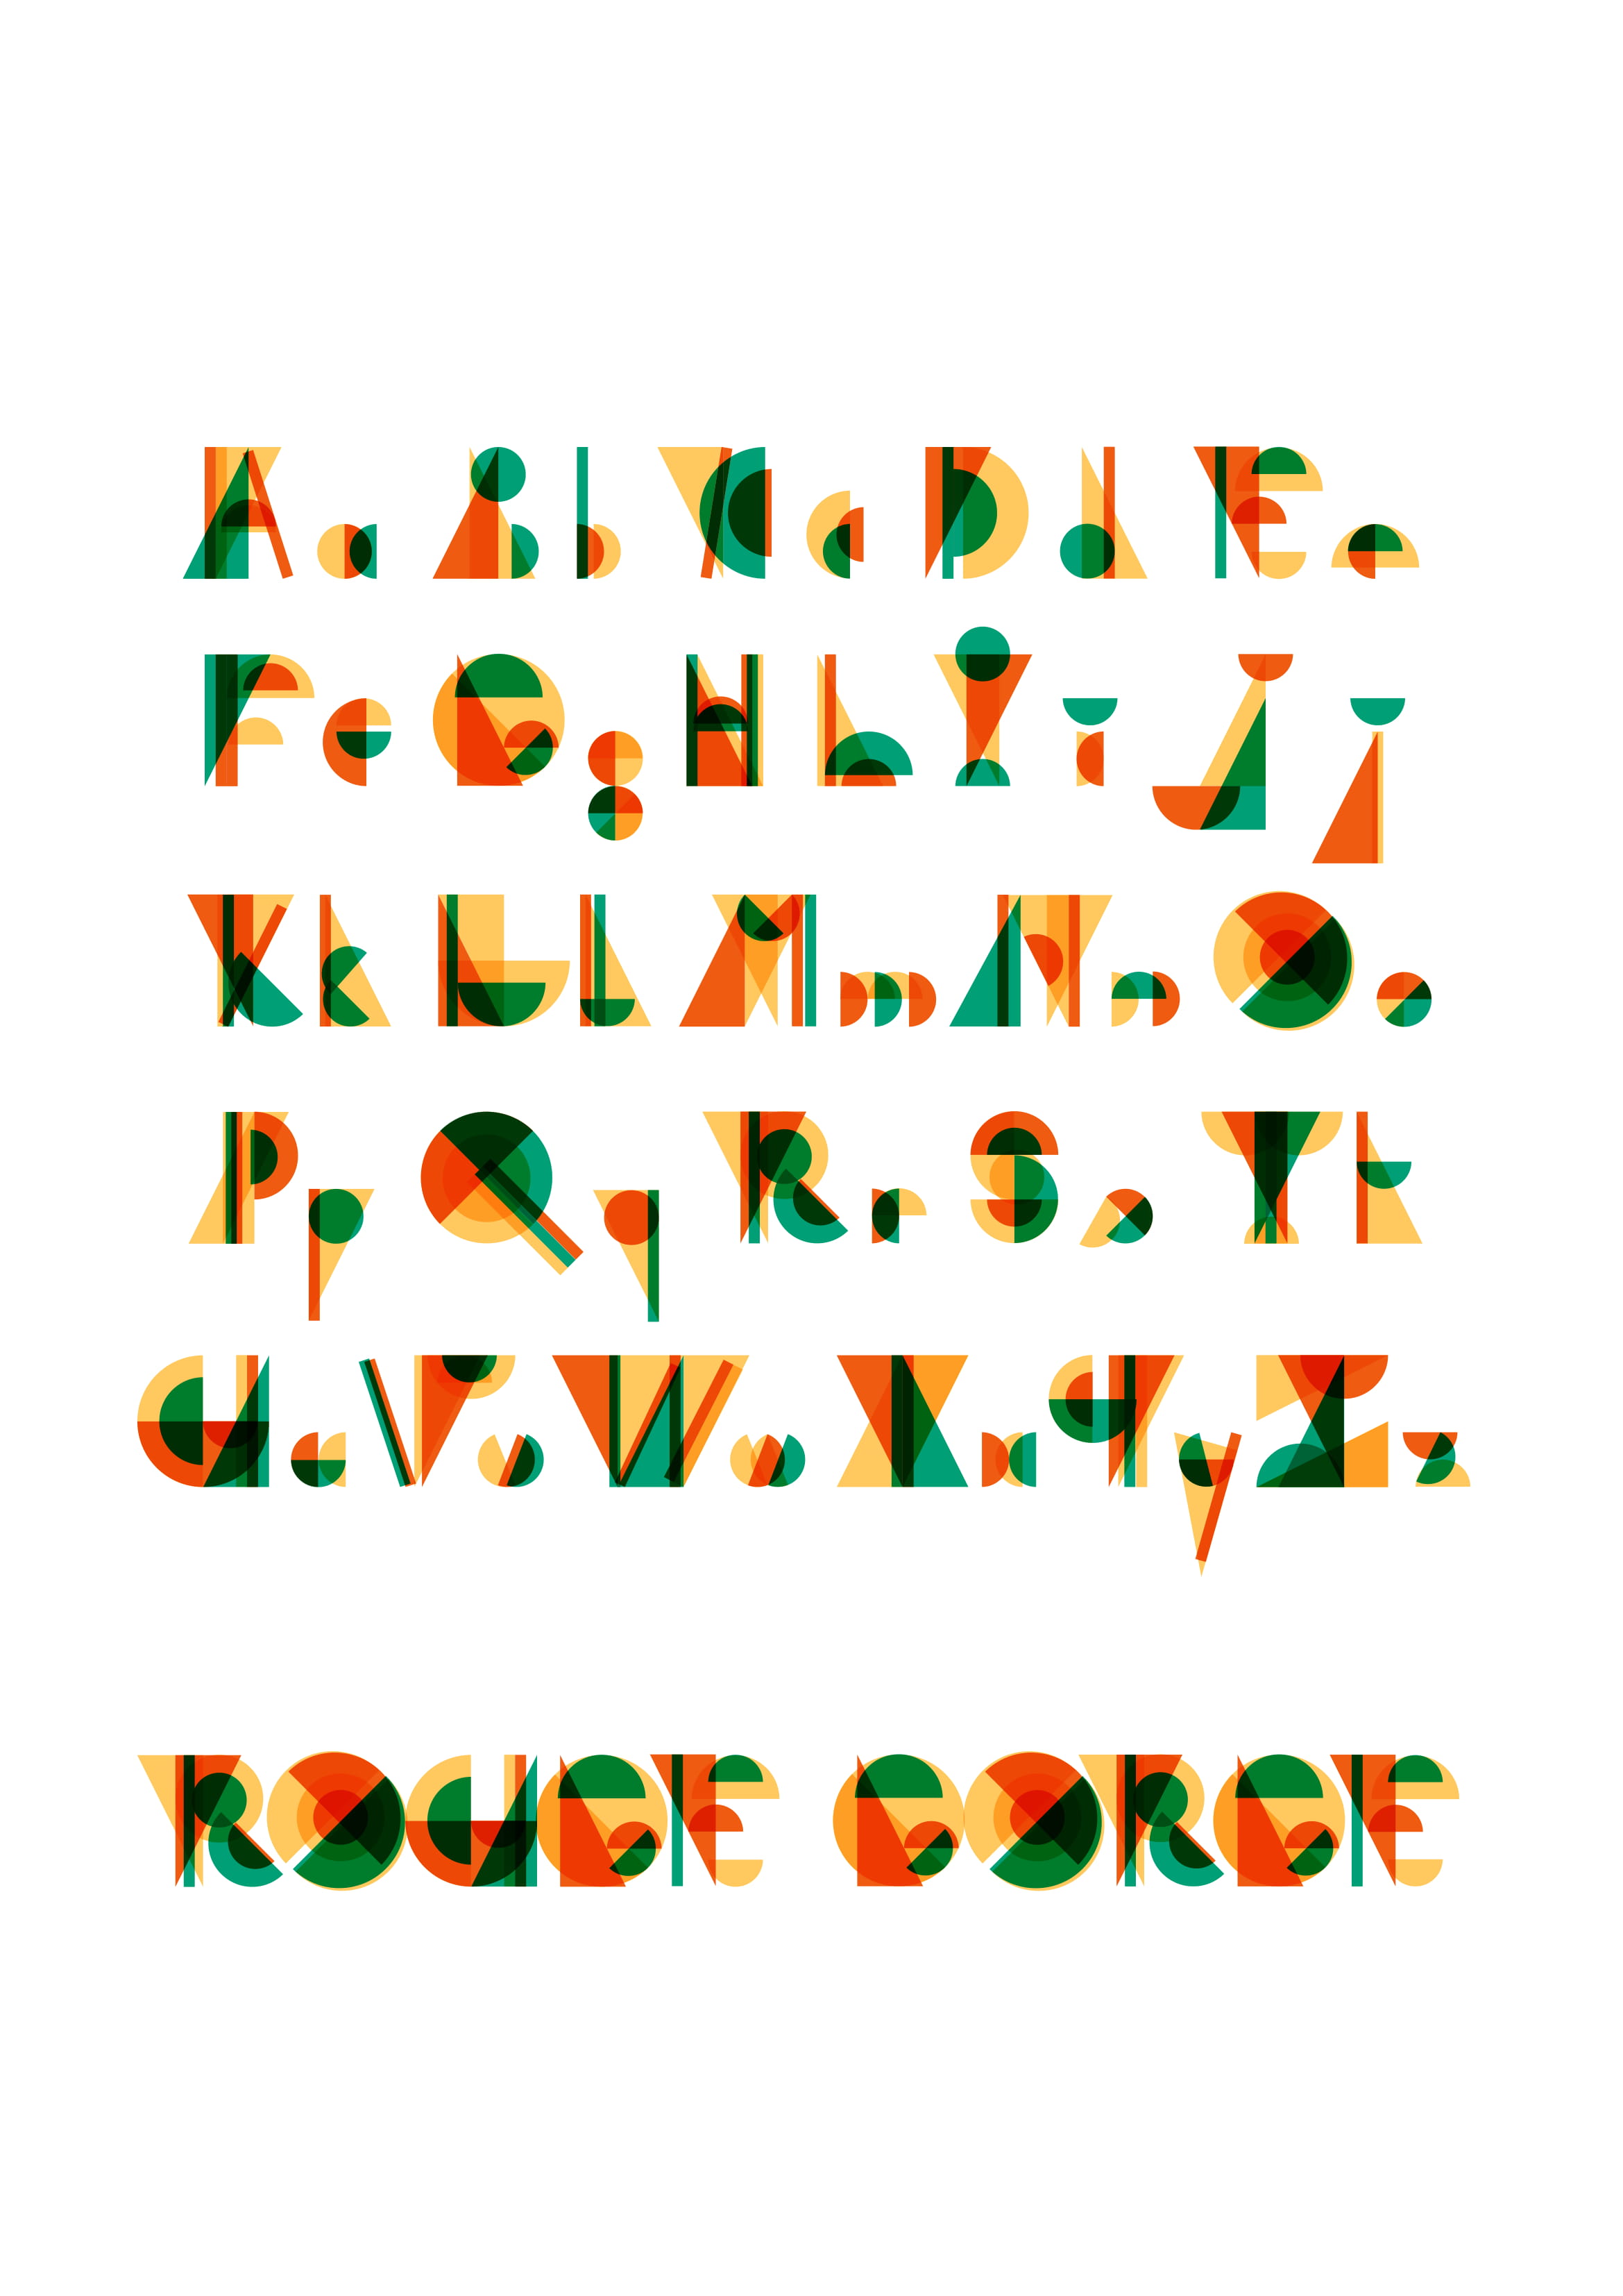 Aa Bb Cc Dd Ee
Ff Gg Hh Ii Jj
Kk Ll Mm Nn Oo
Pp Qq Rr Ss Tt
Uu Vv Ww Xx Yy Zz
ROUGE GORGE